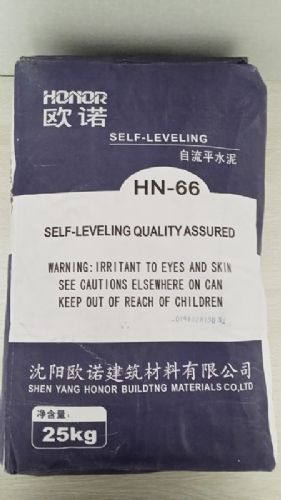 HONOR
欧诺
SELF-LEVELING
自流平水泥
HN-66
SELF-LEVELING QUALITY ASSURED
WARNING: IRRITANT TO EYES AND SKIN
SEE CAUTIONS ELSEWHERE ON CAN
KEEP OUT OF REACH OF CHILDREN
沈阳欧诺建筑材料有限公司
SHEN YANG HONOR BUILDTNG MATERIALS CO,LTD
净含量:
25kg